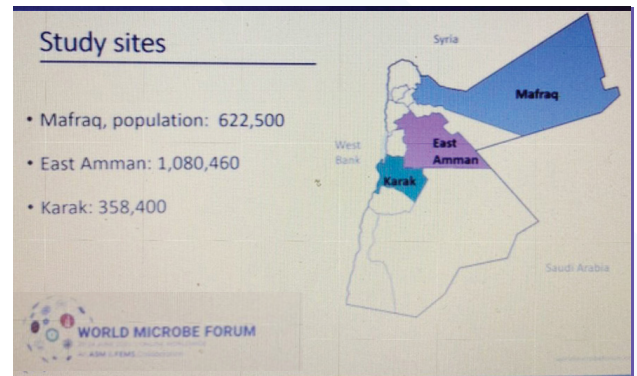 Study sites
• Mafraq, population: 622,500
• East Amman: 1,080,460
• Karak: 358,400
Syria
Mafraq
West
Bank
East
Amman
Karak
Saudi Arabia
WORLD MICROBE FORUM